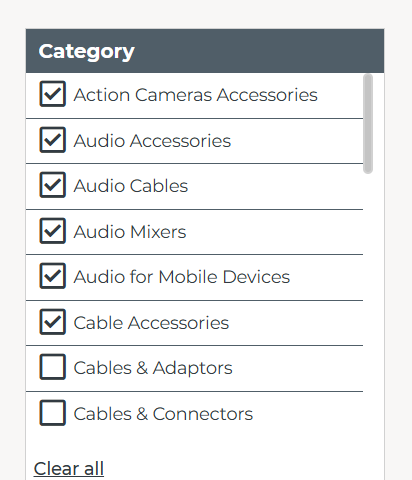 Category
Action Cameras Accessories
Audio Accessories
Audio Cables
Audio Mixers
Audio for Mobile Devices
Cable Accessories
Cables & Adaptors
Cables & Connectors
Clear all